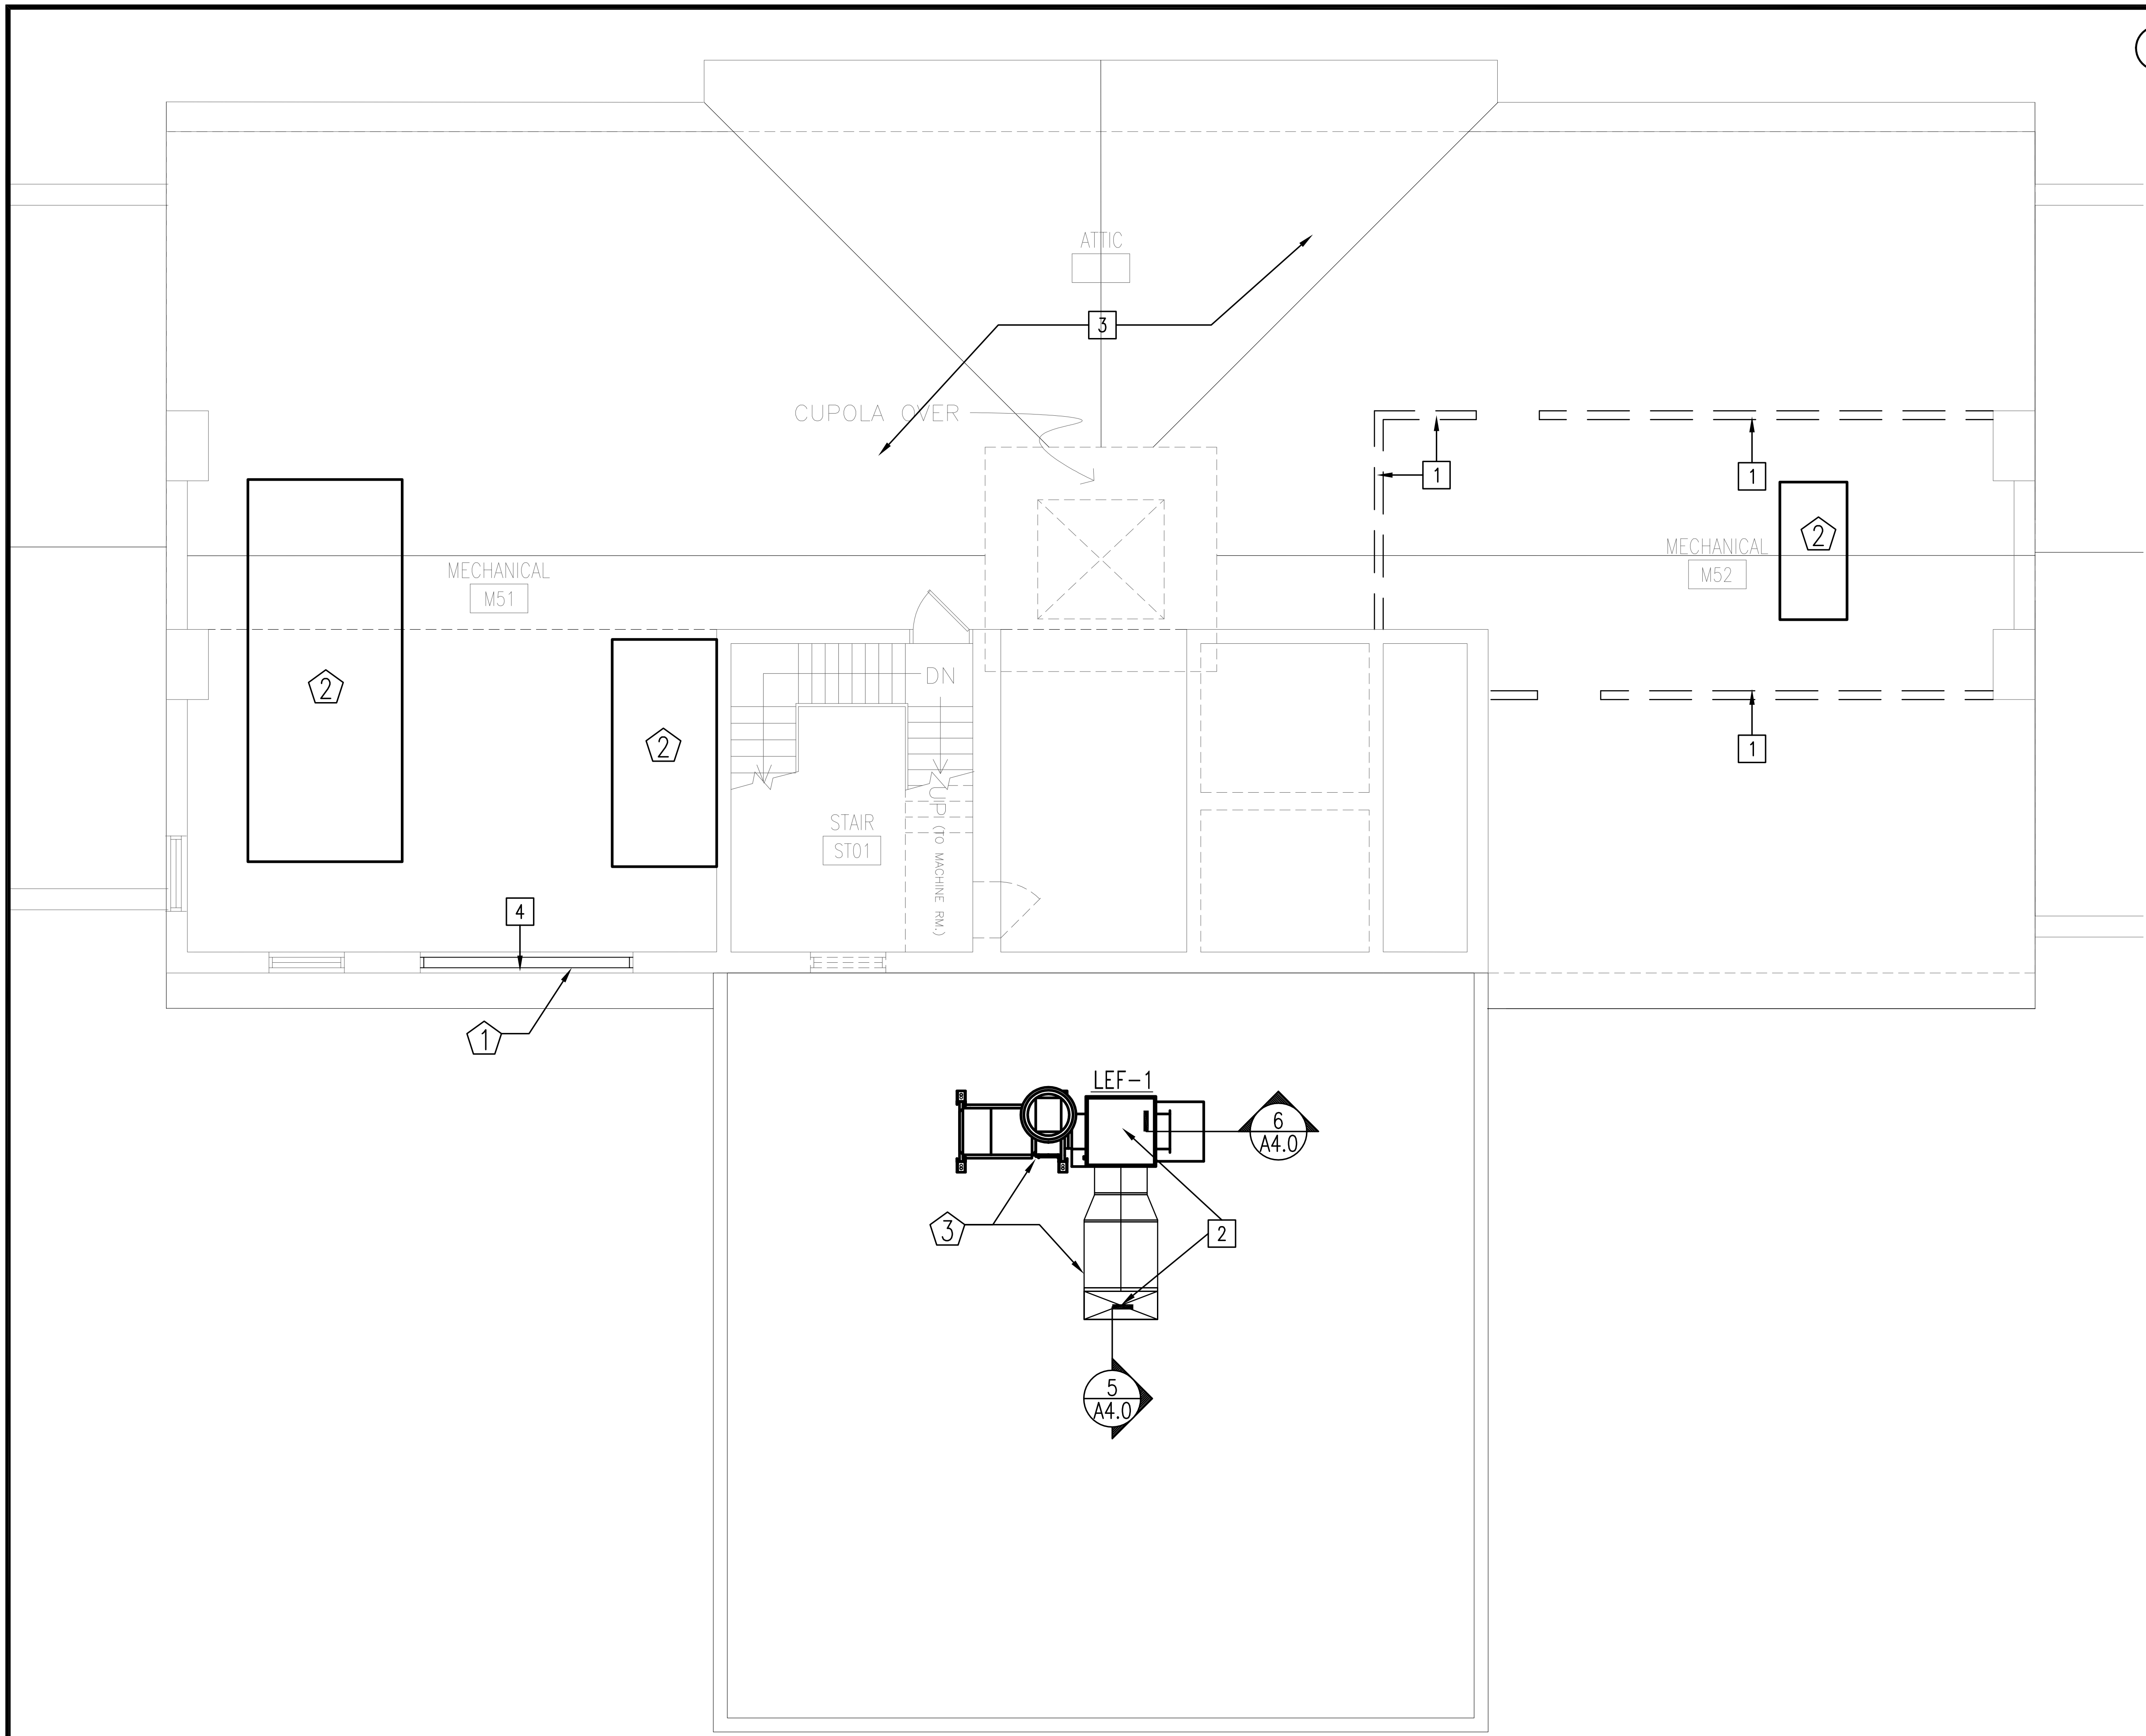 ATTIC
3
CUPOLA OVER
1
1
2
MECHANICAL
M52
MECHANICAL
M51
2
DN
2
1
STAIR
ST01
UP (TO MACHINE RM.)
4
1
LEF-1
6
A4.0
3
2
5
A4.0